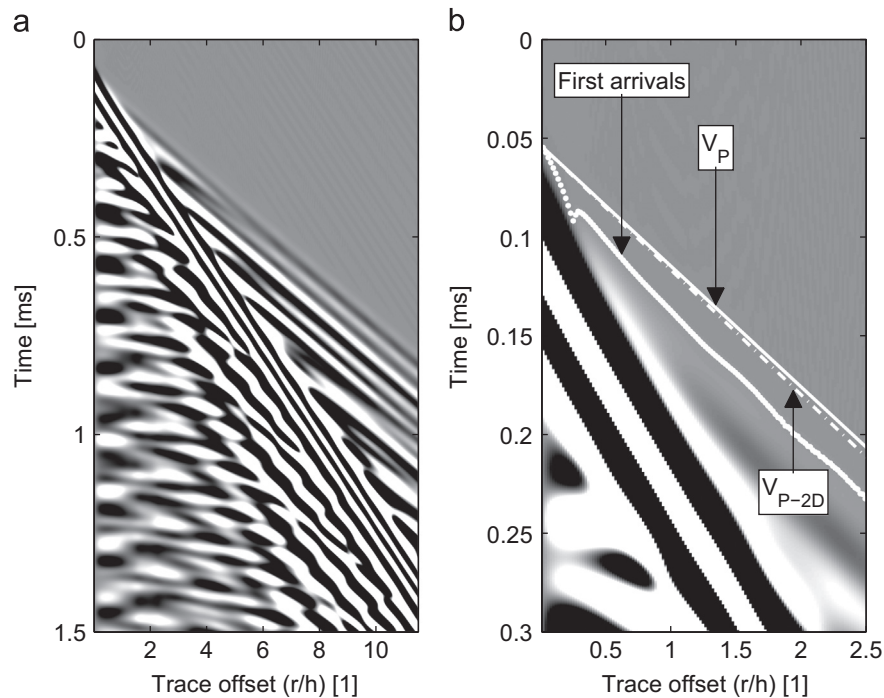 a
0
0.5
1
1.5
Time [ms]
2 4 6 8 10
Trace offset (r/h) [1]
b
0
0.05
0.1
0.15
0.2
0.25
0.3
Time [ms]
First arrivals
V_P
V_P−2D
0.5 1 1.5 2 2.5
Trace offset (r/h) [1]